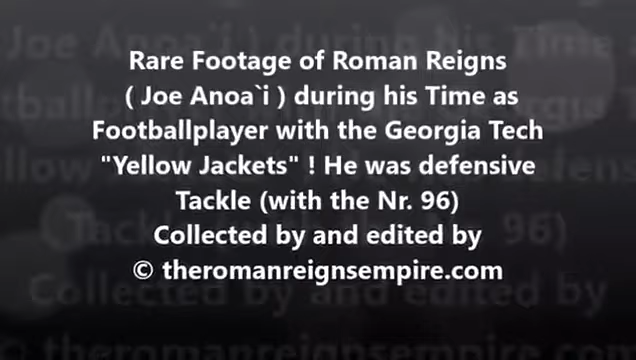 Rare Footage of Roman Reigns
( Joe Anoa`i ) during his Time as
Footballplayer with the Georgia Tech
"Yellow Jackets" ! He was defensive
Tackle (with the Nr. 96)
Collected by and edited by
© theromanreignsempire.com